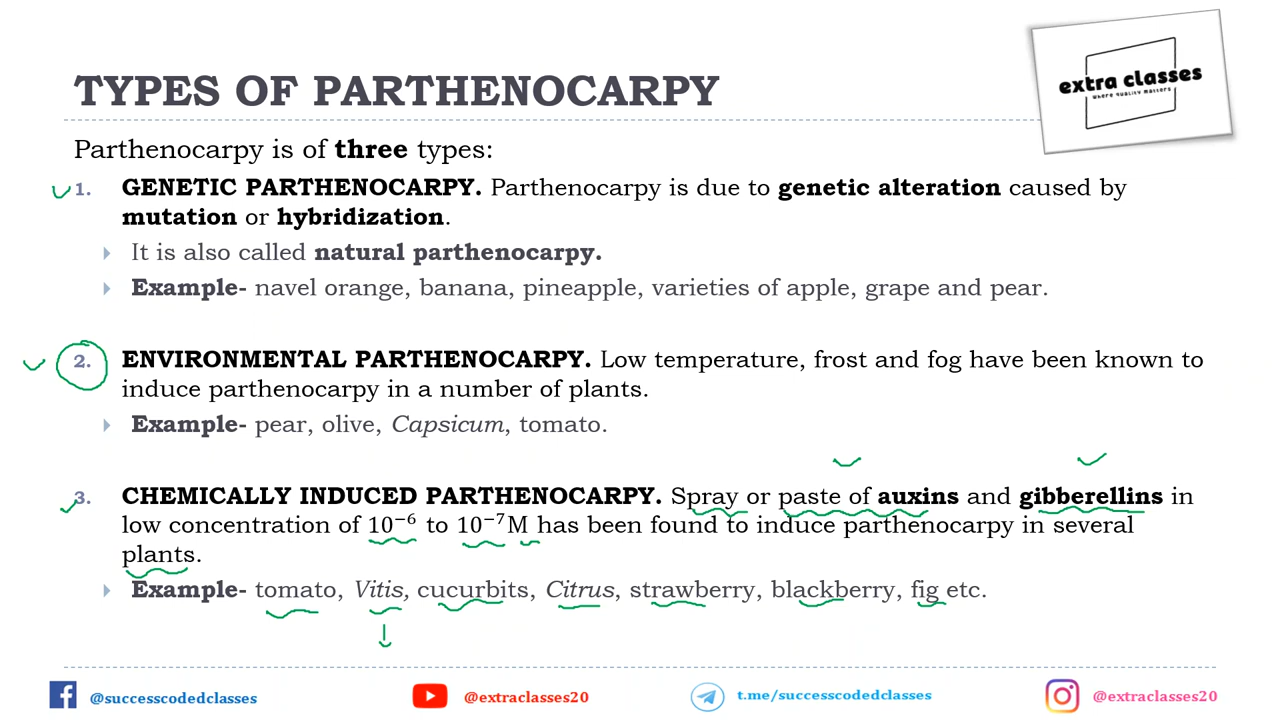 extra classes
where quality matters
TYPES OF PARTHENOCARPY
Parthenocarpy is of three types:
1. GENETIC PARTHENOCARPY. Parthenocarpy is due to genetic alteration caused by
mutation or hybridization.
It is also called natural parthenocarpy.
Example- navel orange, banana, pineapple, varieties of apple, grape and pear.
2. ENVIRONMENTAL PARTHENOCARPY. Low temperature, frost and fog have been known to
induce parthenocarpy in a number of plants.
Example- pear, olive, Capsicum, tomato.
3. CHEMICALLY INDUCED PARTHENOCARPY. Spray or paste of auxins and gibberellins in
low concentration of 10⁻⁶ to 10⁻⁷M has been found to induce parthenocarpy in several
plants.
Example- tomato, Vitis, cucurbits, Citrus, strawberry, blackberry, fig etc.
@successcodedclasses
@extraclasses20
t.me/successcodedclasses
@extraclasses20